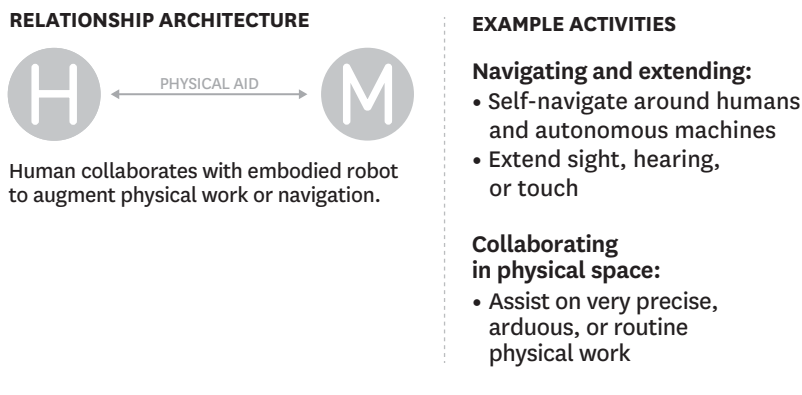 RELATIONSHIP ARCHITECTURE
H
PHYSICAL AID
M
Human collaborates with embodied robot
to augment physical work or navigation.
EXAMPLE ACTIVITIES
Navigating and extending:
• Self-navigate around humans
and autonomous machines
• Extend sight, hearing,
or touch
Collaborating
in physical space:
• Assist on very precise,
arduous, or routine
physical work